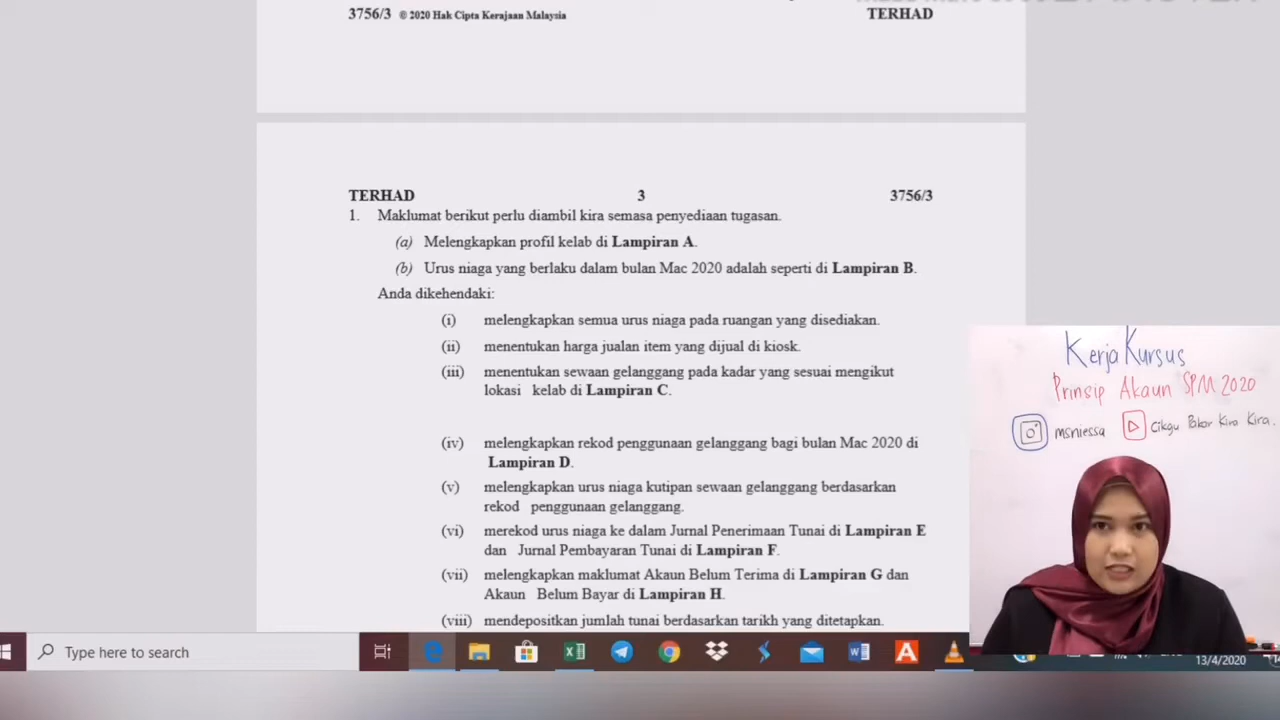 3756/3 © 2020 Hak Cipta Kerajaan Malaysia
TERHAD
TERHAD 3 3756/3
1. Maklumat berikut perlu diambil kira semasa penyediaan tugasan.
(a) Melengkapkan profil kelab di Lampiran A.
(b) Urus niaga yang berlaku dalam bulan Mac 2020 adalah seperti di Lampiran B.
Anda dikehendaki:
(i) melengkapkan semua urus niaga pada ruangan yang disediakan.
(ii) menentukan harga jualan item yang dijual di kiosk.
(iii) menentukan sewaan gelanggang pada kadar yang sesuai mengikut
lokasi kelab di Lampiran C.
(iv) melengkapkan rekod penggunaan gelanggang bagi bulan Mac 2020 di
Lampiran D.
(v) melengkapkan urus niaga kutipan sewaan gelanggang berdasarkan
rekod penggunaan gelanggang.
(vi) merekod urus niaga ke dalam Jurnal Penerimaan Tunai di Lampiran E
dan Jurnal Pembayaran Tunai di Lampiran F.
(vii) melengkapkan maklumat Akaun Belum Terima di Lampiran G dan
Akaun Belum Bayar di Lampiran H.
(viii) mendepositkan jumlah tunai berdasarkan tarikh yang ditetapkan.
Kerja Kursus
Prinsip Akaun SPM 2020
msniessa
Cikgu Pakar Kira Kira.
Type here to search
13/4/2020